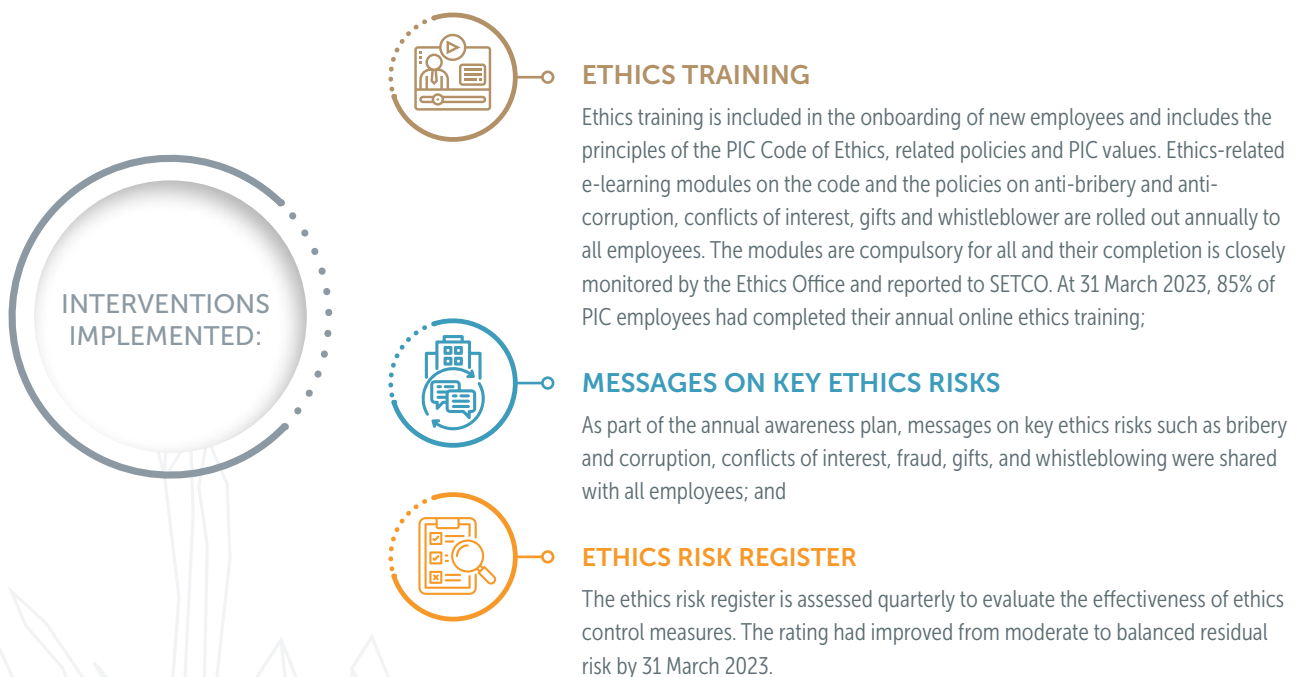 INTERVENTIONS
IMPLEMENTED:
ETHICS TRAINING
Ethics training is included in the onboarding of new employees and includes the
principles of the PIC Code of Ethics, related policies and PIC values. Ethics-related
e-learning modules on the code and the policies on anti-bribery and anti-
corruption, conflicts of interest, gifts and whistleblower are rolled out annually to
all employees. The modules are compulsory for all and their completion is closely
monitored by the Ethics Office and reported to SETCO. At 31 March 2023, 85% of
PIC employees had completed their annual online ethics training;
MESSAGES ON KEY ETHICS RISKS
As part of the annual awareness plan, messages on key ethics risks such as bribery
and corruption, conflicts of interest, fraud, gifts, and whistleblowing were shared
with all employees; and
ETHICS RISK REGISTER
The ethics risk register is assessed quarterly to evaluate the effectiveness of ethics
control measures. The rating had improved from moderate to balanced residual
risk by 31 March 2023.